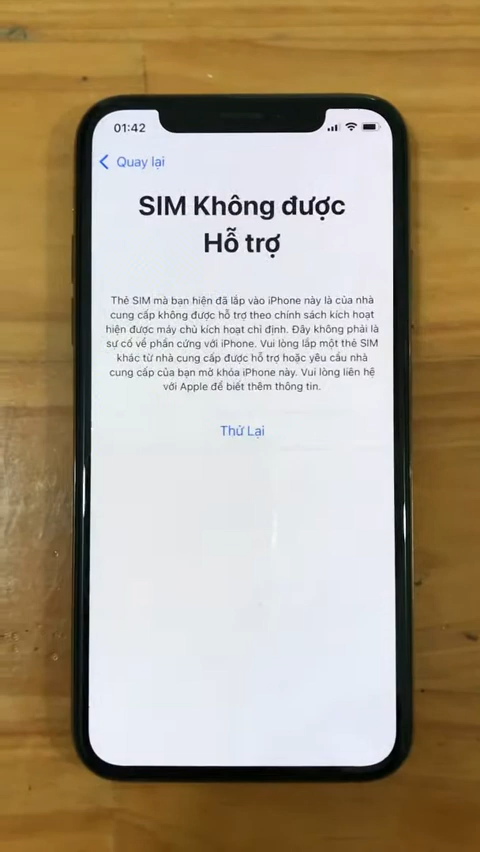 01:42
Quay lại
SIM Không được
Hỗ trợ
Thẻ SIM mà bạn hiện đã lắp vào iPhone này là của nhà
cung cấp không được hỗ trợ theo chính sách kích hoạt
hiện được máy chủ kích hoạt chỉ định. Đây không phải là
sự cố về phần cứng với iPhone. Vui lòng lắp một thẻ SIM
khác từ nhà cung cấp được hỗ trợ hoặc yêu cầu nhà
cung cấp của bạn mở khóa iPhone này. Vui lòng liên hệ
với Apple để biết thêm thông tin.
Thử Lại